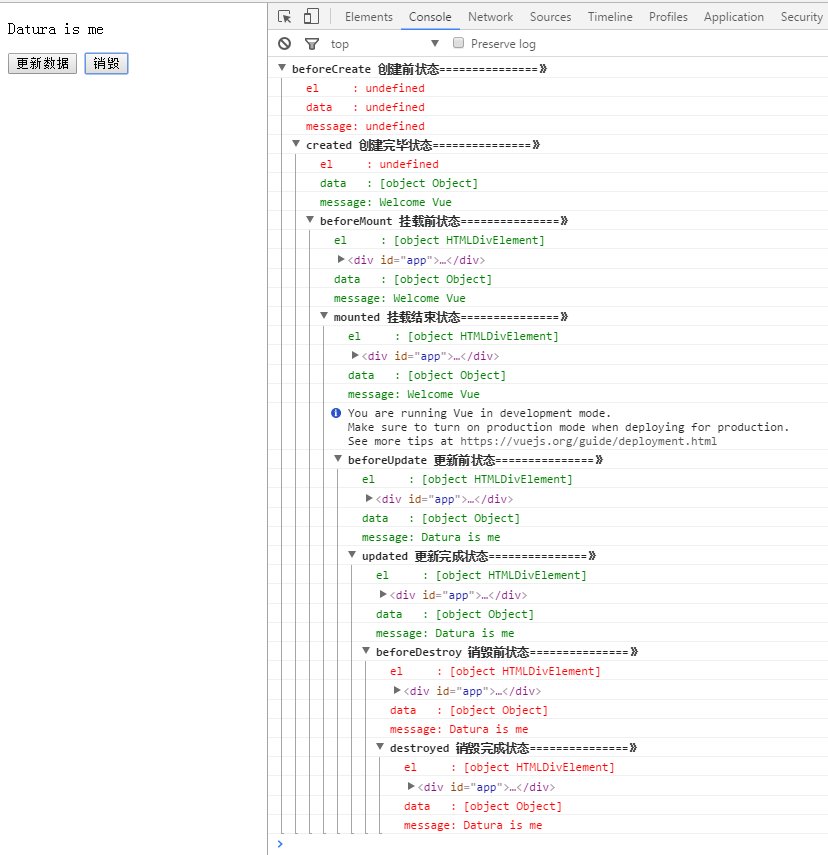 Datura is me
更新数据 销毁
Elements Console Network Sources Timeline Profiles Application Security
top Preserve log
beforeCreate 创建前状态===============》
el : undefined
data : undefined
message: undefined
created 创建完毕状态===============》
el : undefined
data : [object Object]
message: Welcome Vue
beforeMount 挂载前状态===============》
el : [object HTMLDivElement]
<div id="app">…</div>
data : [object Object]
message: Welcome Vue
mounted 挂载结束状态===============》
el : [object HTMLDivElement]
<div id="app">…</div>
data : [object Object]
message: Welcome Vue
You are running Vue in development mode.
Make sure to turn on production mode when deploying for production.
See more tips at https://vuejs.org/guide/deployment.html
beforeUpdate 更新前状态===============》
el : [object HTMLDivElement]
<div id="app">…</div>
data : [object Object]
message: Datura is me
updated 更新完成状态===============》
el : [object HTMLDivElement]
<div id="app">…</div>
data : [object Object]
message: Datura is me
beforeDestroy 销毁前状态===============》
el : [object HTMLDivElement]
<div id="app">…</div>
data : [object Object]
message: Datura is me
destroyed 销毁完成状态===============》
el : [object HTMLDivElement]
<div id="app">…</div>
data : [object Object]
message: Datura is me